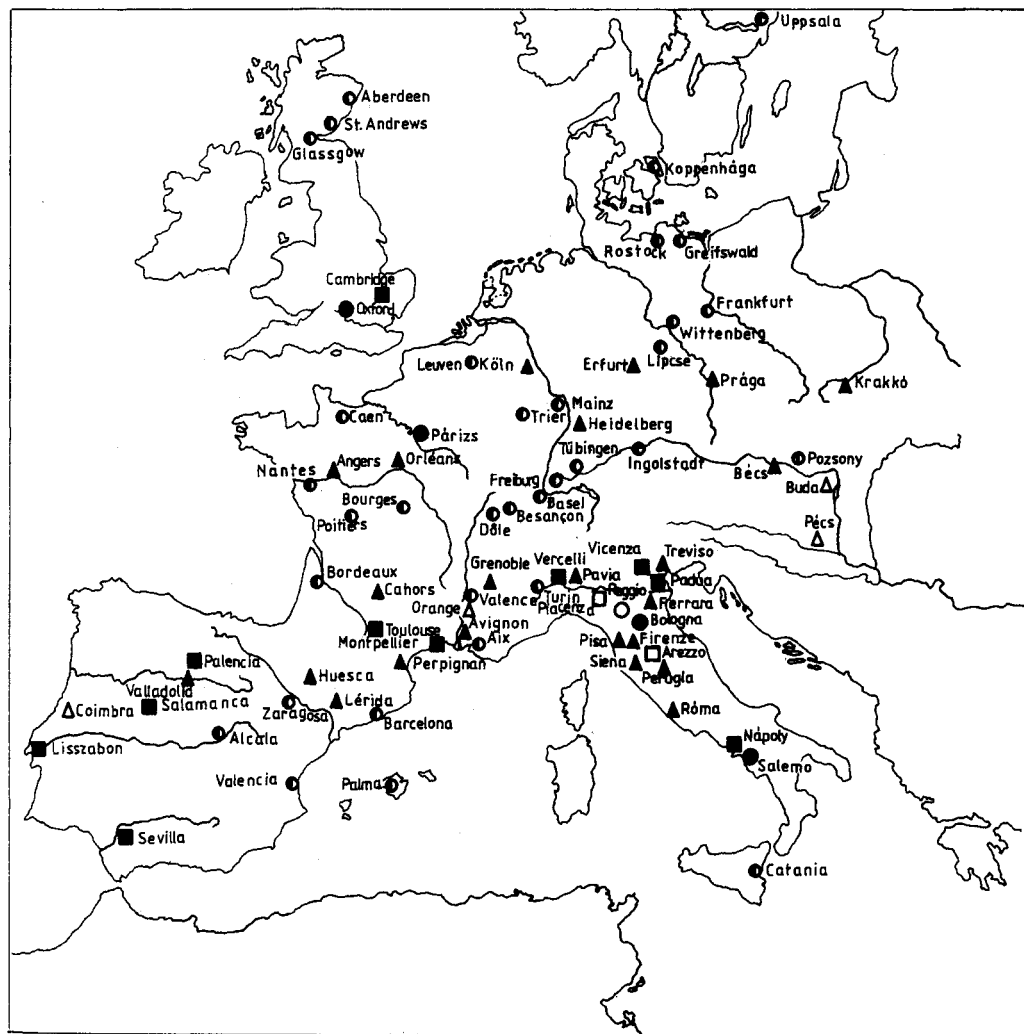 Uppsala
Aberdeen
St. Andrews
Glassgow
Koppenhága
Rostock
Greifswald
Cambridge
Oxford
Frankfurt
Wittenberg
Lipcse
Leuven
Köln
Erfurt
Prága
Krakkó
Mainz
Caen
Trier
Heidelberg
Párizs
Tübingen
Ingolstadt
Bécs
Pozsony
Nantes
Angers
Orléans
Freiburg
Buda
Bourges
Basel
Besançon
Poitiers
Dôle
Pécs
Grenoble
Vercelli
Vicenza
Treviso
Bordeaux
Pavia
Padua
Cahors
Valence
Turin
Reggio
Orange
Piacenza
Ferrara
Avignon
Bologna
Toulouse
Montpellier
Aix
Pisa
Firenze
Palencia
Perpignan
Siena
Arezzo
Huesca
Perugia
Valladolid
Salamanca
Lérida
Coimbra
Zaragosa
Barcelona
Róma
Alcala
Lisszabon
Nápoly
Salerno
Valencia
Palma
Sevilla
Catania